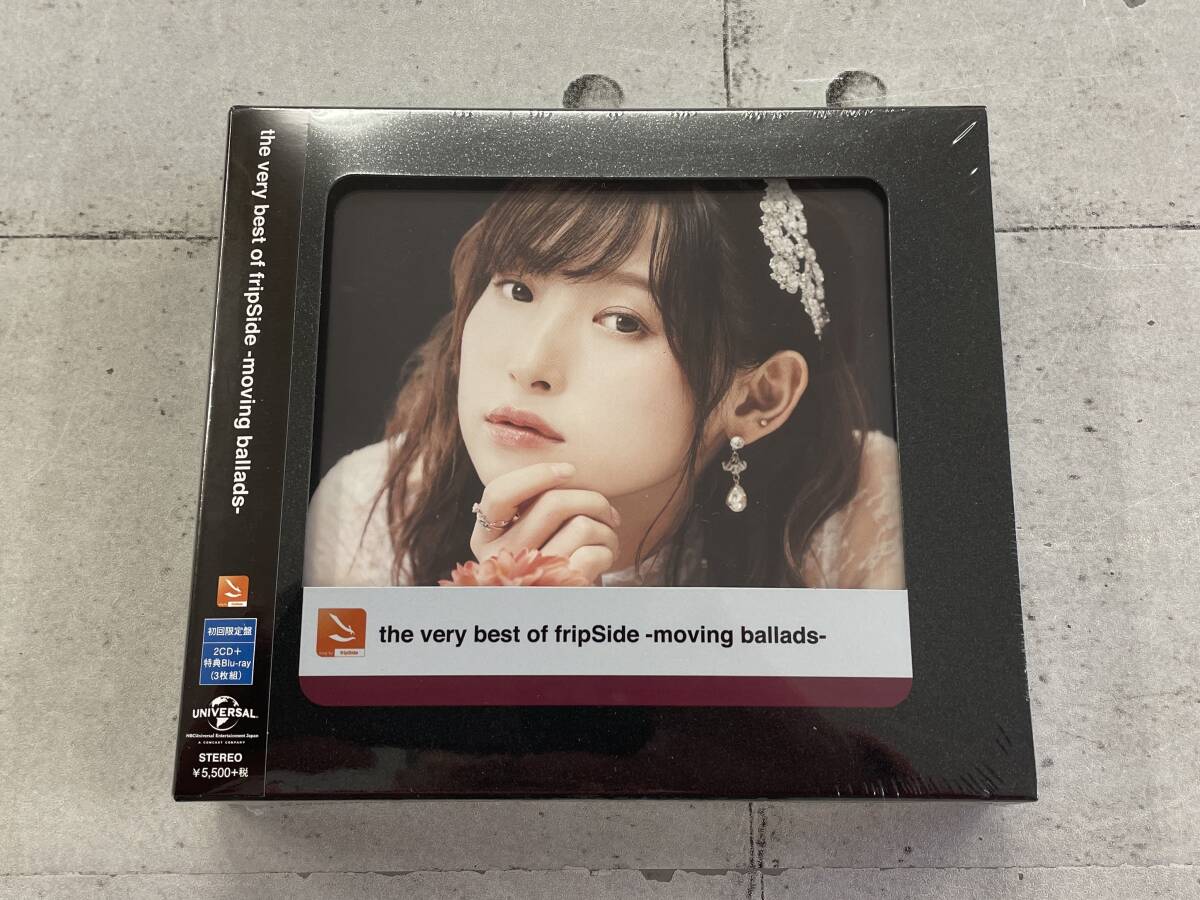 the very best of fripSide -moving ballads-
初回限定盤
2CD+
特典Blu-ray
(3枚組)
UNIVERSAL
NBCUniversal Entertainment Japan
A COMCAST COMPANY
STEREO
¥5,500+税
fripSide
the very best of fripSide -moving ballads-